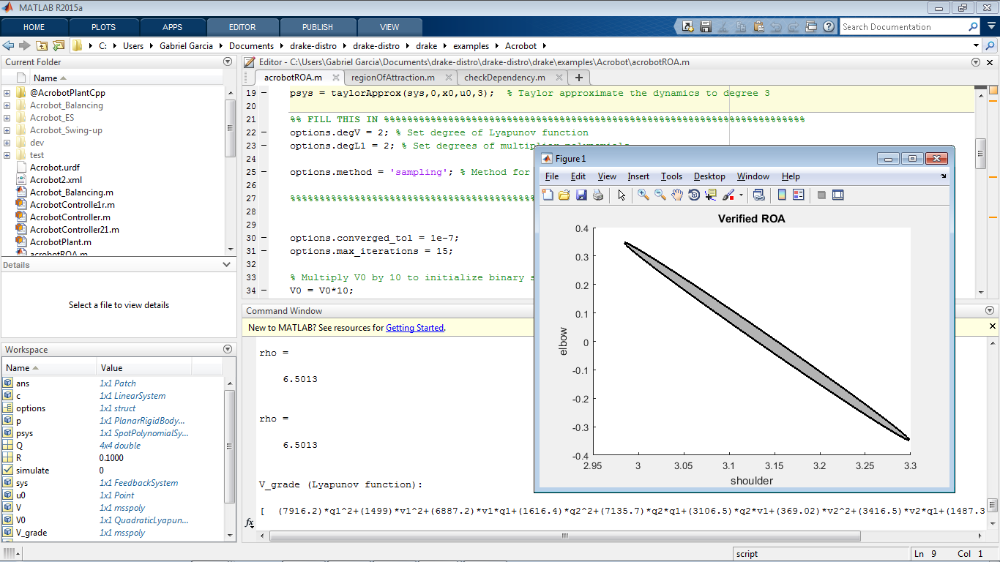 MATLAB R2015a
HOME PLOTS APPS EDITOR PUBLISH VIEW
Search Documentation
C: Users Gabriel Garcia Documents drake-distro drake-distro drake examples Acrobot
Current Folder
Name
@AcrobotPlantCpp
Acrobot_Balancing
Acrobot_ES
Acrobot_Swing-up
dev
test
Acrobot.urdf
Acrobot2.xml
Acrobot_Balancing.m
AcrobotControlle1r.m
AcrobotController.m
AcrobotController21.m
AcrobotPlant.m
acrobotROA.m
Details
Select a file to view details
Workspace
Name Value
ans 1x1 Patch
c 1x1 LinearSystem
options 1x1 struct
p 1x1 PlanarRigidBody...
psys 1x1 SpotPolynomialSy...
Q 4x4 double
R 0.1000
simulate 0
sys 1x1 FeedbackSystem
u0 1x1 Point
V 1x1 msspoly
V0 1x1 QuadraticLyapun...
V_grade 1x1 msspoly
Editor - C:\Users\Gabriel Garcia\Documents\drake-distro\drake-distro\drake\examples\Acrobot\acrobotROA.m
acrobotROA.m regionOfAttraction.m checkDependency.m
19 psys = taylorApprox(sys,0,x0,u0,3); % Taylor approximate the dynamics to degree 3
20
21 %% FILL THIS IN %%%%%%%%%%%%%%%%%%%%%%%%%%%%%%%%%%%%%%%%%%%%%%%%%%%%%%%%%%%%%%%%%%%%%%%%
22 options.degV = 2; % Set degree of Lyapunov function
23 options.degL1 = 2; % Set degrees of multiplier polynomials
24
25 options.method = 'sampling'; % Method for
26
27 %%%%%%%%%%%%%%%%%%%%%%%%%%%%%%%%%%%%%%%%%%
28
29
30 options.converged_tol = 1e-7;
31 options.max_iterations = 15;
32
33 % Multiply V0 by 10 to initialize binary s
34 V0 = V0*10;
Command Window
New to MATLAB? See resources for Getting Started.
rho =
6.5013
rho =
6.5013
V_grade (Lyapunov function):
[ (7916.2)*q1^2+(1499)*v1^2+(6887.2)*v1*q1+(1616.4)*q2^2+(7135.7)*q2*q1+(3106.5)*q2*v1+(369.02)*v2^2+(3416.5)*v2*q1+(1487.3
fx
Figure 1
File Edit View Insert Tools Desktop Window Help
Verified ROA
0.4
0.3
0.2
0.1
0
-0.1
-0.2
-0.3
-0.4
elbow
2.95 3 3.05 3.1 3.15 3.2 3.25 3.3
shoulder
script Ln 9 Col 1